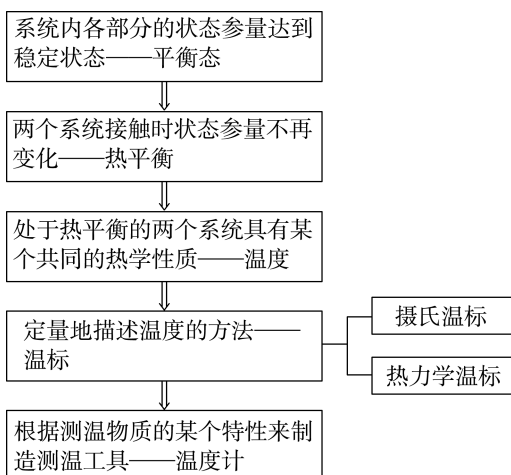 系统内各部分的状态参量达到
稳定状态——平衡态
两个系统接触时状态参量不再
变化——热平衡
处于热平衡的两个系统具有某
个共同的热学性质——温度
定量地描述温度的方法——
温标
摄氏温标
热力学温标
根据测温物质的某个特性来制
造测温工具——温度计